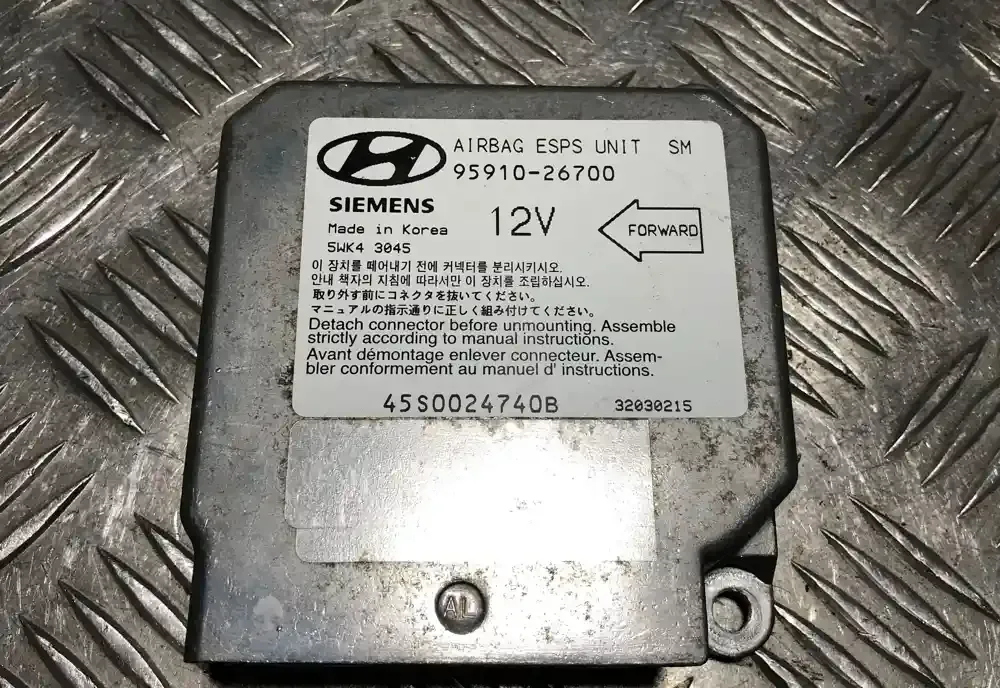 AIRBAG ESPS UNIT SM
95910-26700
SIEMENS
Made in Korea
12V
FORWARD
5WK4 3045
이 장치를 떼어내기 전에 커넥터를 분리시키시오.
안내 책자의 지침에 따라서만 이 장치를 조립하십시오.
取り外す前にコネクタを抜いてください。
マニュアルの指示通りに正しく組み付けてください。
Detach connector before unmounting. Assemble
strictly according to manual instructions.
Avant démontage enlever connecteur. Assem-
bler conformement au manuel d' instructions.
45S0024740B 32030215
AL